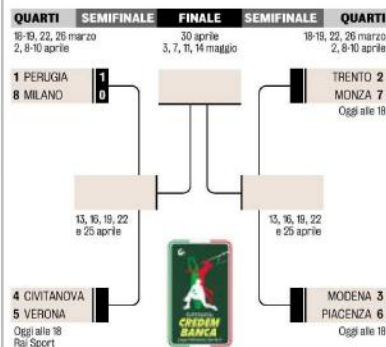 QUARTI SEMIFINALE FINALE SEMIFINALE QUARTI
18-19, 22, 26 marzo
2, 8-10 aprile
30 aprile
3, 7, 11, 14 maggio
18-19, 22, 26 marzo
2, 8-10 aprile
1 PERUGIA 1
8 MILANO 0
TRENTO 2
MONZA 7
Oggi alle 18
13, 16, 19, 22
e 25 aprile
13, 16, 19, 22
e 25 aprile
4 CIVITANOVA
5 VERONA
Oggi alle 18
Rai Sport
CREDEM
BANCA
MODENA 3
PIACENZA 6
Oggi alle 18